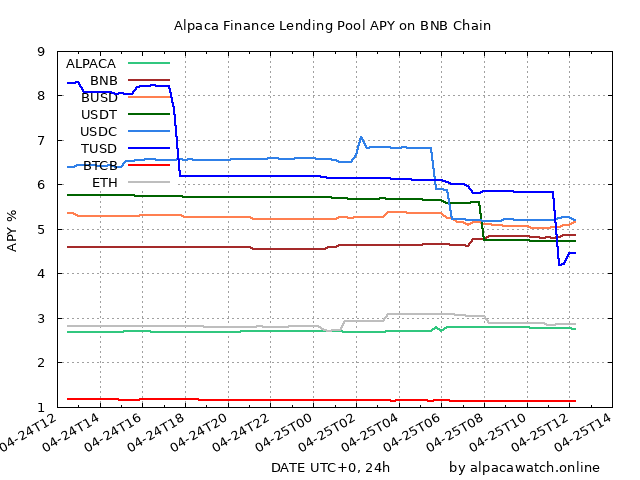 Alpaca Finance Lending Pool APY on BNB Chain
9
8
7
6
5
4
3
2
1
APY %
ALPACA
BNB
BUSD
USDT
USDC
TUSD
BTCB
ETH
04-24T12
04-24T14
04-24T16
04-24T18
04-24T20
04-24T22
04-25T00
04-25T02
04-25T04
04-25T06
04-25T08
04-25T10
04-25T12
04-25T14
DATE UTC+0, 24h
by alpacawatch.online